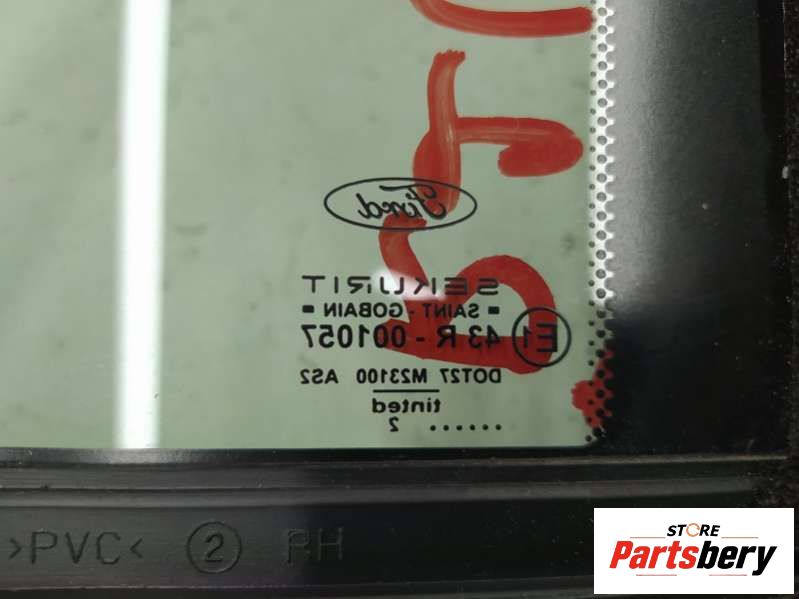 Ford
SEKURIT
SAINT - GOBAIN
E1 43 R - 001057
DOT27 M23100 AS2
tinted
...... 2
>PVC< 2 RH
STORE
Partsbery